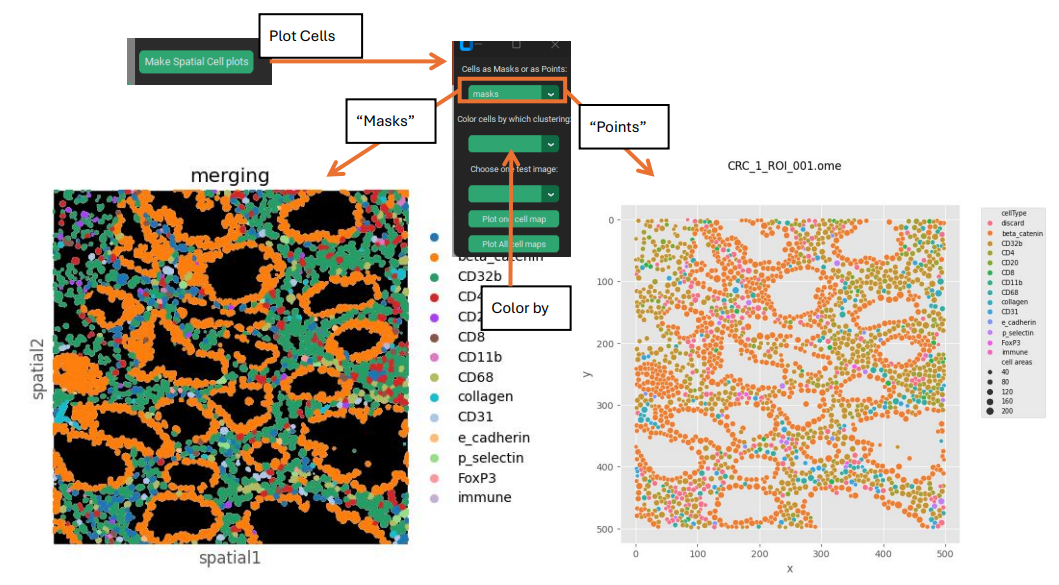 Plot Cells
Make Spatial Cell plots
Cells as Masks or as Points:
masks
"Masks"
"Points"
Color cells by which clustering:
Choose one test image:
Plot one cell map
Plot All cell maps
Color by
merging
spatial2
spatial1
beta_catenin
CD32b
CD4
CD2
CD8
CD11b
CD68
collagen
CD31
e_cadherin
p_selectin
FoxP3
immune
CRC_1_ROI_001.ome
y
0
100
200
300
400
500
0 100 200 300 400 500
x
cellType
discard
beta_catenin
CD32b
CD4
CD20
CD8
CD11b
CD68
collagen
CD31
e_cadherin
p_selectin
FoxP3
immune
cell areas
40
80
120
160
200